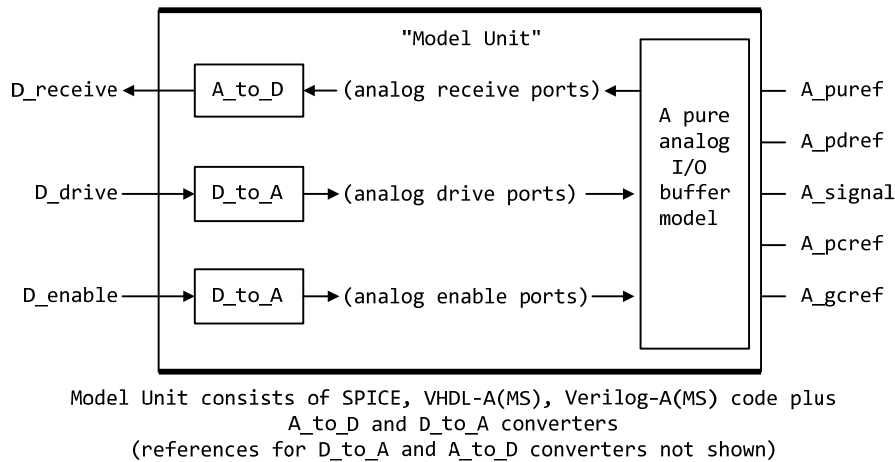 "Model Unit"
D_receive A_to_D (analog receive ports) A_puref
A pure
analog
I/O
buffer
model
A_pdref
D_drive D_to_A (analog drive ports) A_signal
A_pcref
D_enable D_to_A (analog enable ports) A_gcref
Model Unit consists of SPICE, VHDL-A(MS), Verilog-A(MS) code plus
A_to_D and D_to_A converters
(references for D_to_A and A_to_D converters not shown)